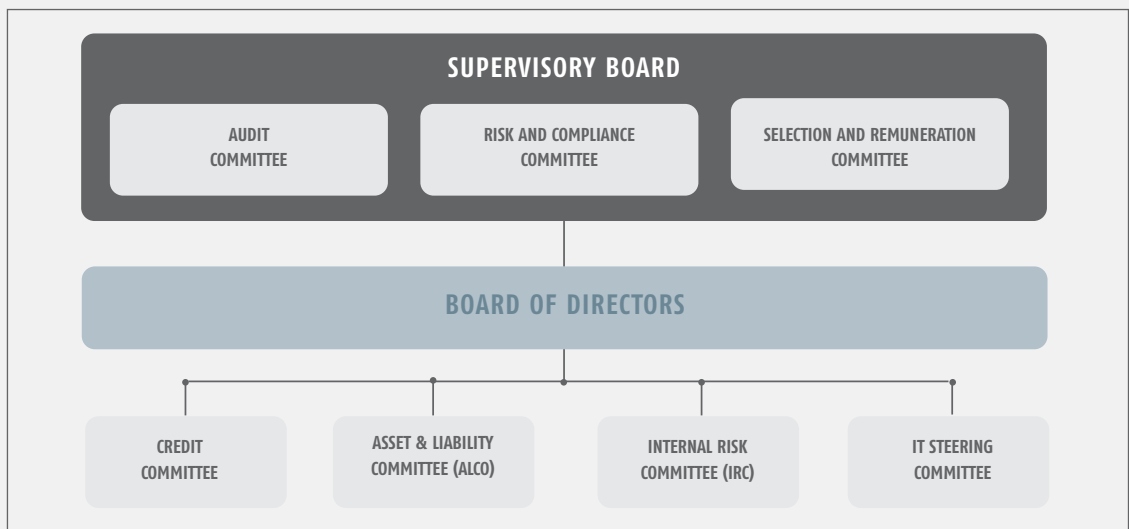 SUPERVISORY BOARD
AUDIT
COMMITTEE
RISK AND COMPLIANCE
COMMITTEE
SELECTION AND REMUNERATION
COMMITTEE
BOARD OF DIRECTORS
CREDIT
COMMITTEE
ASSET & LIABILITY
COMMITTEE (ALCO)
INTERNAL RISK
COMMITTEE (IRC)
IT STEERING
COMMITTEE